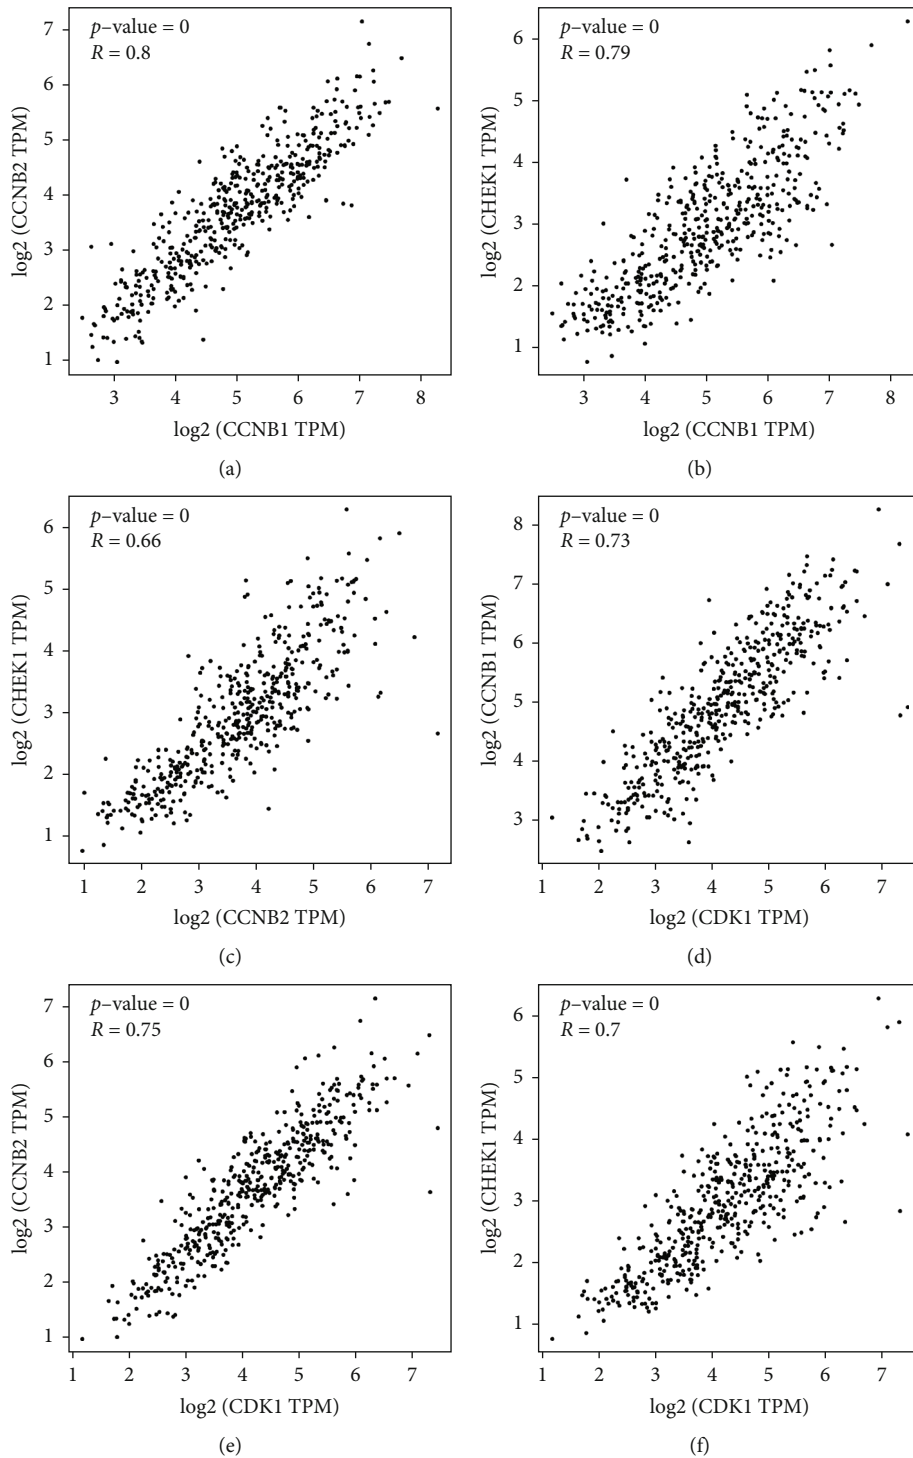 p–value = 0
R = 0.8
log2 (CCNB2 TPM)
7
6
5
4
3
2
1
3 4 5 6 7 8
log2 (CCNB1 TPM)
(a)
p–value = 0
R = 0.79
log2 (CHEK1 TPM)
6
5
4
3
2
1
3 4 5 6 7 8
log2 (CCNB1 TPM)
(b)
p–value = 0
R = 0.66
log2 (CHEK1 TPM)
6
5
4
3
2
1
1 2 3 4 5 6 7
log2 (CCNB2 TPM)
(c)
p–value = 0
R = 0.73
log2 (CCNB1 TPM)
8
7
6
5
4
3
1 2 3 4 5 6 7
log2 (CDK1 TPM)
(d)
p–value = 0
R = 0.75
log2 (CCNB2 TPM)
7
6
5
4
3
2
1
1 2 3 4 5 6 7
log2 (CDK1 TPM)
(e)
p–value = 0
R = 0.7
log2 (CHEK1 TPM)
6
5
4
3
2
1
1 2 3 4 5 6 7
log2 (CDK1 TPM)
(f)